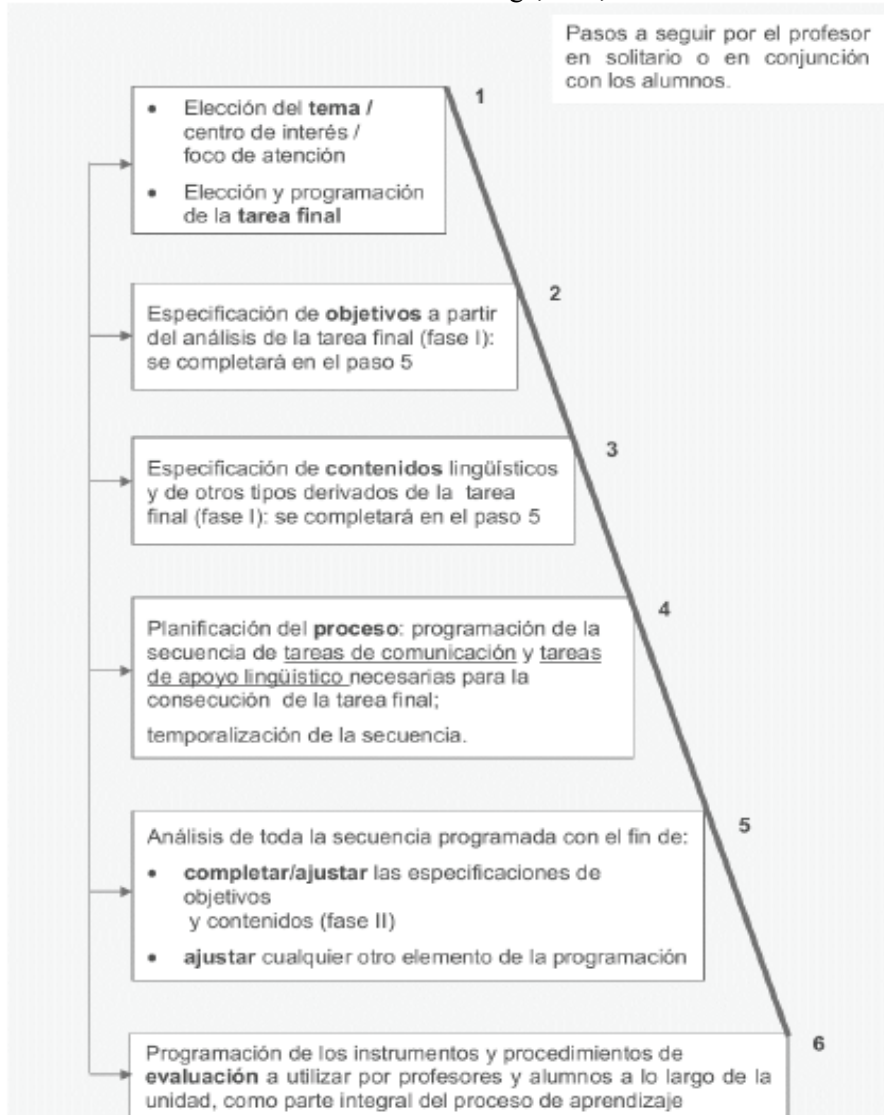 Pasos a seguir por el profesor
en solitario o en conjunción
con los alumnos.
1
• Elección del tema /
centro de interés /
foco de atención
• Elección y programación
de la tarea final
2
Especificación de objetivos a partir
del análisis de la tarea final (fase I):
se completará en el paso 5
3
Especificación de contenidos lingüísticos
y de otros tipos derivados de la tarea
final (fase I): se completará en el paso 5
4
Planificación del proceso: programación de la
secuencia de tareas de comunicación y tareas
de apoyo lingüístico necesarias para la
consecución de la tarea final;
temporalización de la secuencia.
5
Análisis de toda la secuencia programada con el fin de:
• completar/ajustar las especificaciones de
objetivos
y contenidos (fase II)
• ajustar cualquier otro elemento de la programación
6
Programación de los instrumentos y procedimientos de
evaluación a utilizar por profesores y alumnos a lo largo de la
unidad, como parte integral del proceso de aprendizaje